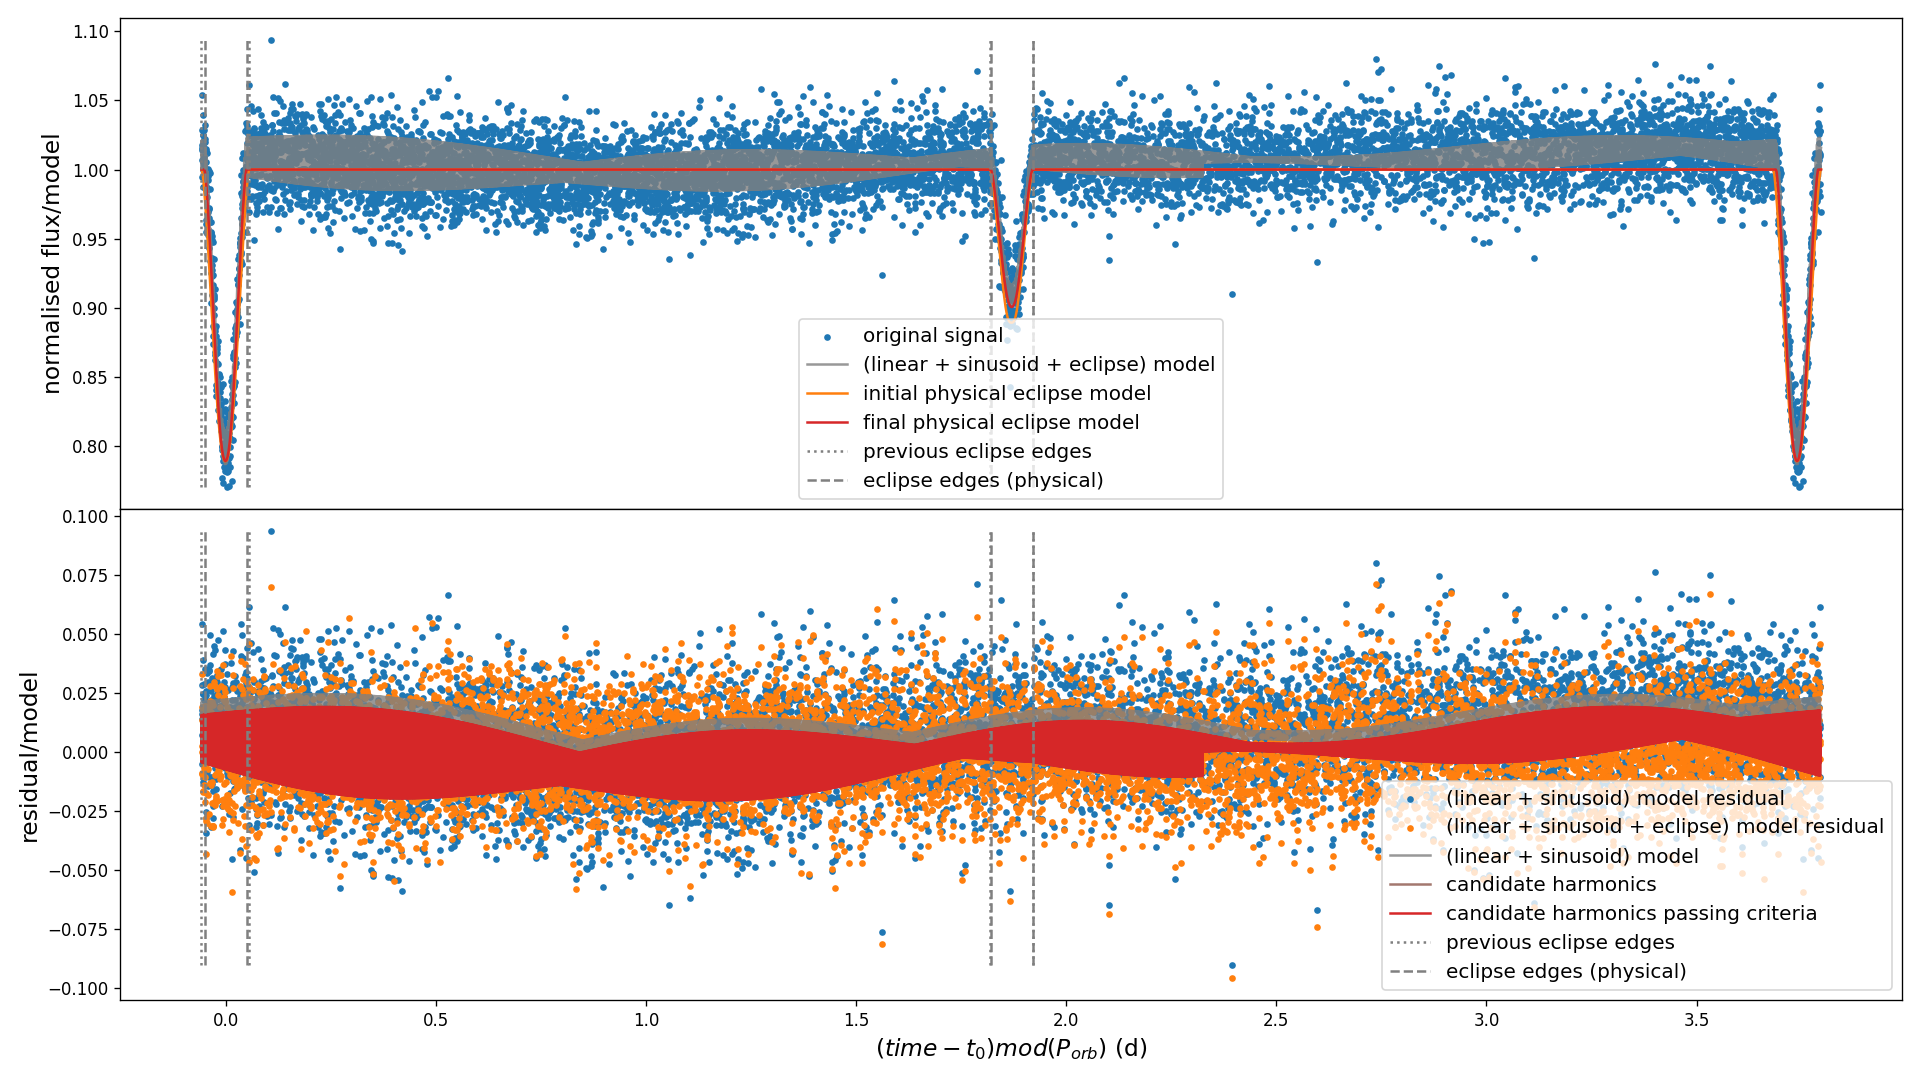 1.10
1.05
1.00
0.95
0.90
0.85
0.80
normalised flux/model
original signal
(linear + sinusoid + eclipse) model
initial physical eclipse model
final physical eclipse model
previous eclipse edges
eclipse edges (physical)
0.100
0.075
0.050
0.025
0.000
−0.025
−0.050
−0.075
−0.100
residual/model
(linear + sinusoid) model residual
(linear + sinusoid + eclipse) model residual
(linear + sinusoid) model
candidate harmonics
candidate harmonics passing criteria
previous eclipse edges
eclipse edges (physical)
0.0 0.5 1.0 1.5 2.0 2.5 3.0 3.5
(time − t₀)mod(P_orb) (d)